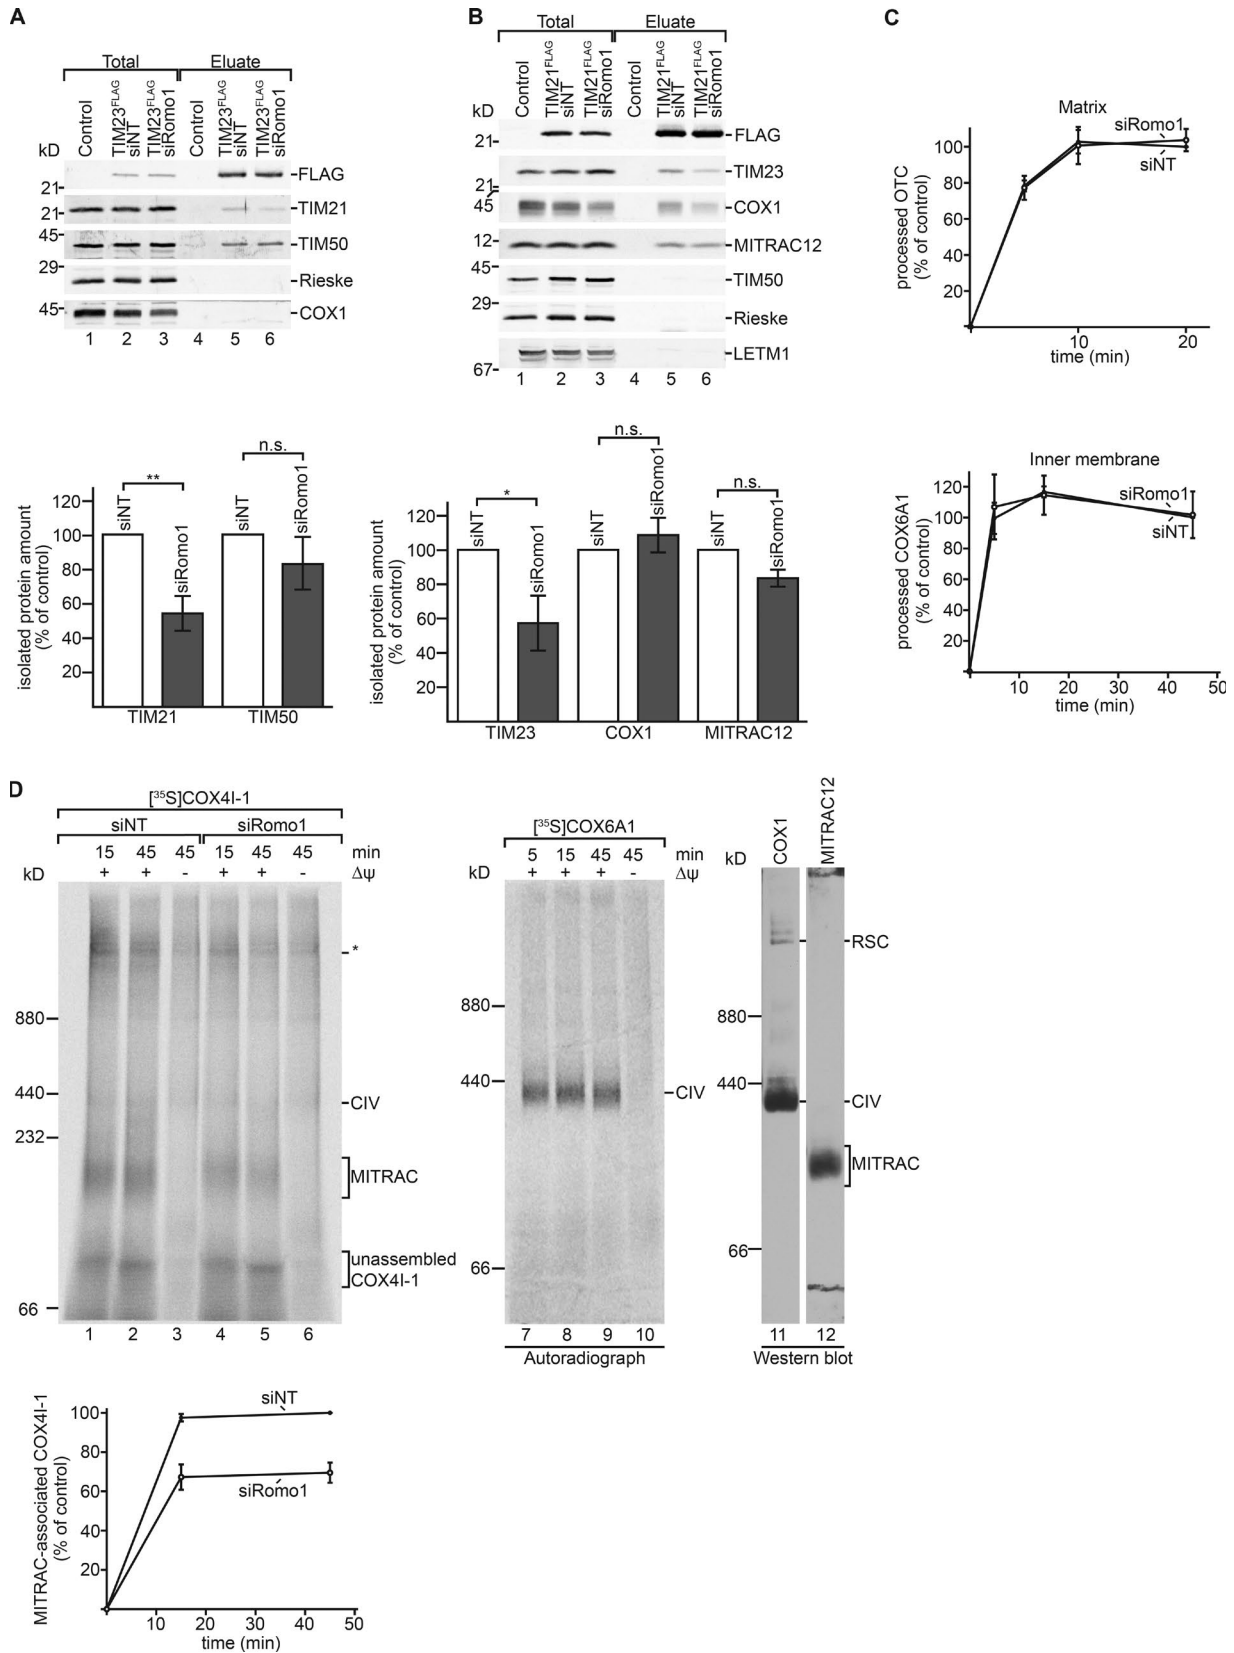 A
Total
Eluate
kD
Control
TIM23FLAG
siNT
TIM23FLAG
siRomo1
Control
TIM23FLAG
siNT
TIM23FLAG
siRomo1
21
FLAG
21
TIM21
45
TIM50
29
Rieske
45
COX1
1 2 3 4 5 6
isolated protein amount
(% of control)
120
100
80
60
40
20
siNT
**
siRomo1
siNT
n.s.
siRomo1
TIM21
TIM50
B
Total
Eluate
kD
Control
TIM21FLAG
siNT
TIM21FLAG
siRomo1
Control
TIM21FLAG
siNT
TIM21FLAG
siRomo1
21
FLAG
TIM23
21
45
COX1
12
MITRAC12
45
TIM50
29
Rieske
LETM1
67
1 2 3 4 5 6
isolated protein amount
(% of control)
120
100
80
60
40
20
siNT
*
siRomo1
siNT
n.s.
siRomo1
siNT
n.s.
siRomo1
TIM23
COX1
MITRAC12
C
Matrix
processed OTC
(% of control)
100
80
60
40
20
siRomo1
siNT
10 20
time (min)
Inner membrane
processed COX6A1
(% of control)
120
100
80
60
40
20
siRomo1
siNT
10 20 30 40 50
time (min)
D
[35S]COX4I-1
siNT
siRomo1
15 45 45 15 45 45 min
+ + - + + - Δψ
kD
*
880
440
CIV
232
MITRAC
unassembled
COX4I-1
66
1 2 3 4 5 6
[35S]COX6A1
5 15 45 45 min
+ + + - Δψ
kD
880
440
CIV
66
7 8 9 10
Autoradiograph
kD
COX1
MITRAC12
RSC
880
440
CIV
MITRAC
66
11 12
Western blot
MITRAC-associated COX4I-1
(% of control)
100
80
60
40
20
siNT
siRomo1
10 20 30 40 50
time (min)